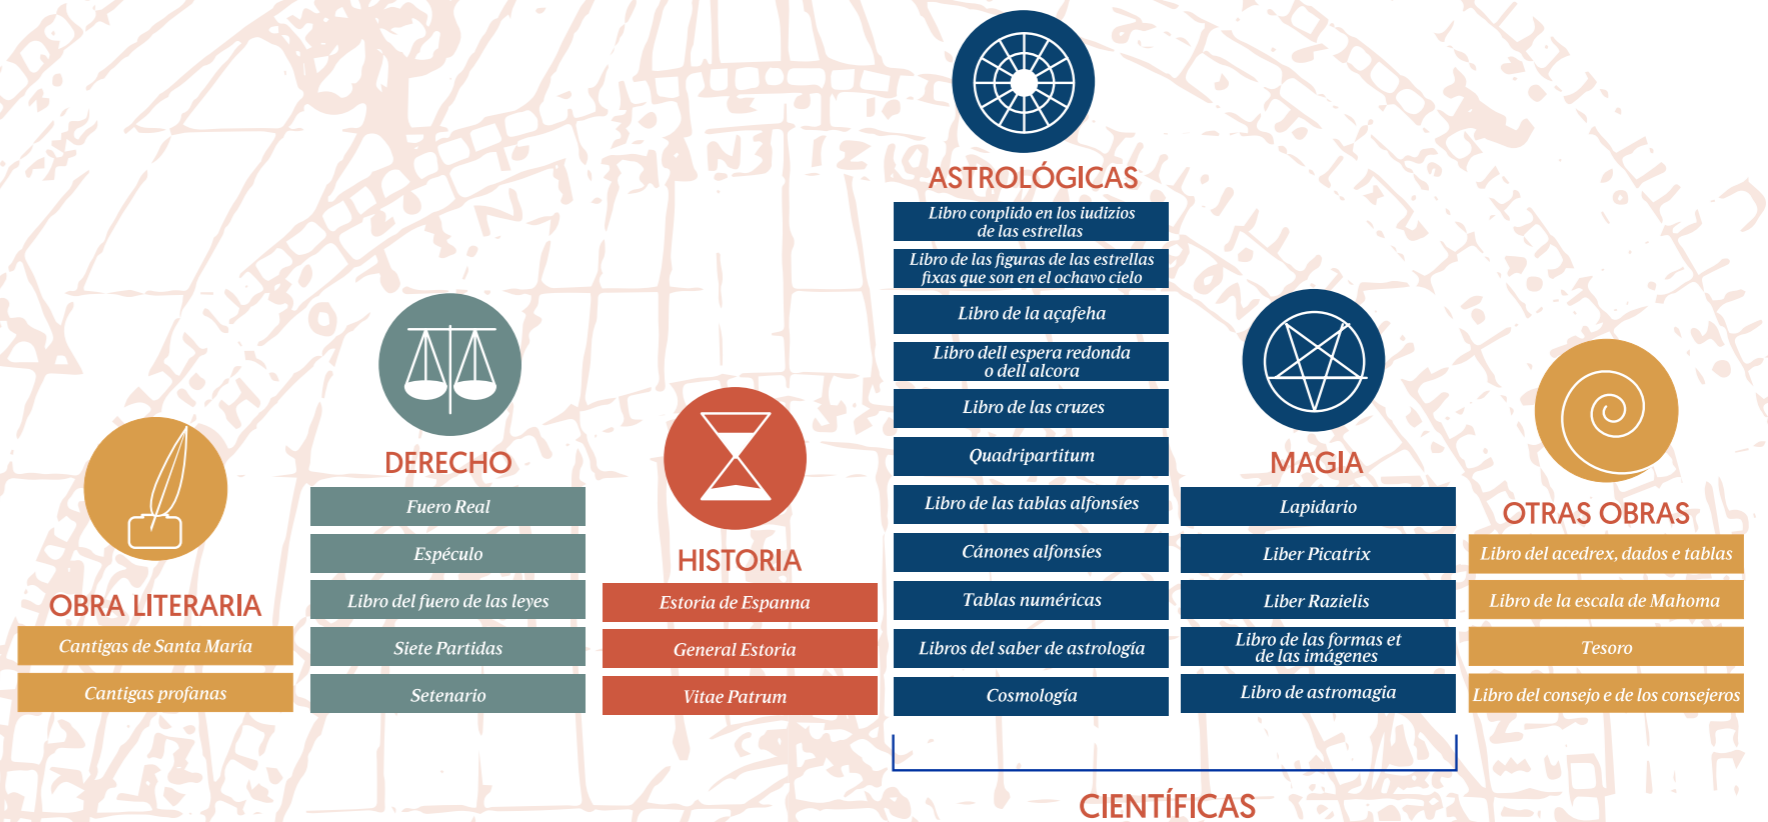 OBRA LITERARIA
Cantigas de Santa María
Cantigas profanas
DERECHO
Fuero Real
Espéculo
Libro del fuero de las leyes
Siete Partidas
Setenario
HISTORIA
Estoria de Espanna
General Estoria
Vitae Patrum
ASTROLÓGICAS
Libro conplido en los iudizios
de las estrellas
Libro de las figuras de las estrellas
fixas que son en el ochavo cielo
Libro de la açafeha
Libro dell espera redonda
o dell alcora
Libro de las cruzes
Quadripartitum
Libro de las tablas alfonsíes
Cánones alfonsíes
Tablas numéricas
Libros del saber de astrología
Cosmología
MAGIA
Lapidario
Liber Picatrix
Liber Razielis
Libro de las formas et
de las imágenes
Libro de astromagia
CIENTÍFICAS
OTRAS OBRAS
Libro del acedrex, dados e tablas
Libro de la escala de Mahoma
Tesoro
Libro del consejo e de los consejeros